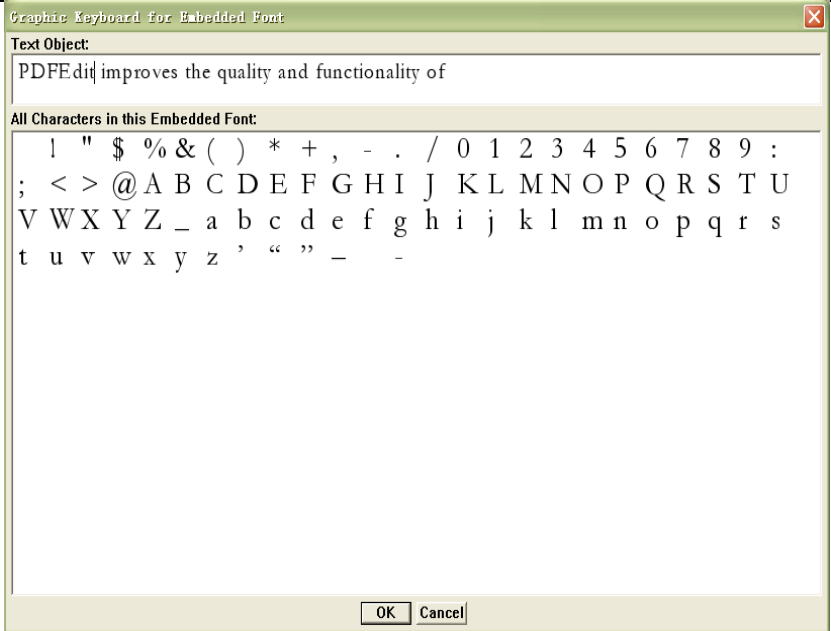 Graphic Keyboard for Embedded Font
Text Object:
PDFEdit improves the quality and functionality of
All Characters in this Embedded Font:
! " $ % & ( ) * + , - . / 0 1 2 3 4 5 6 7 8 9 :
; < > @ A B C D E F G H I J K L M N O P Q R S T U
V W X Y Z _ a b c d e f g h i j k l m n o p q r s
t u v w x y z ’ “ ” – -
OK Cancel